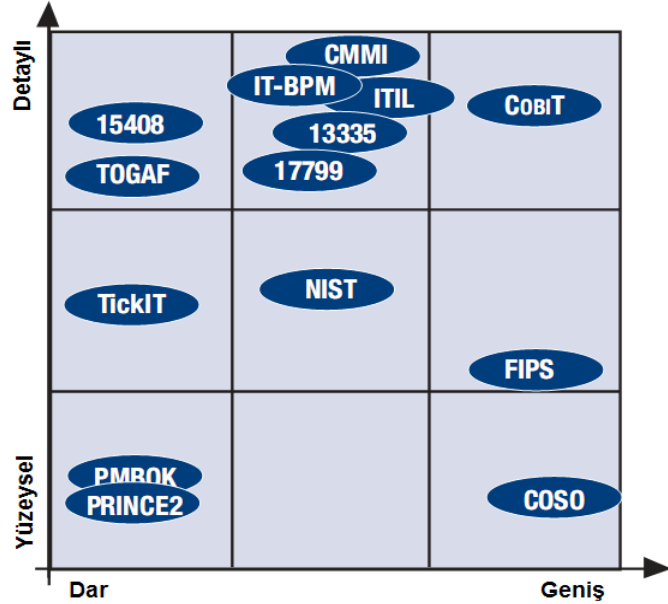 Detaylı
CMMI
IT-BPM
ITIL
COBIT
15408
13335
17799
TOGAF
TickIT
NIST
FIPS
PMBOK
PRINCE2
COSO
Yüzeysel
Dar
Geniş